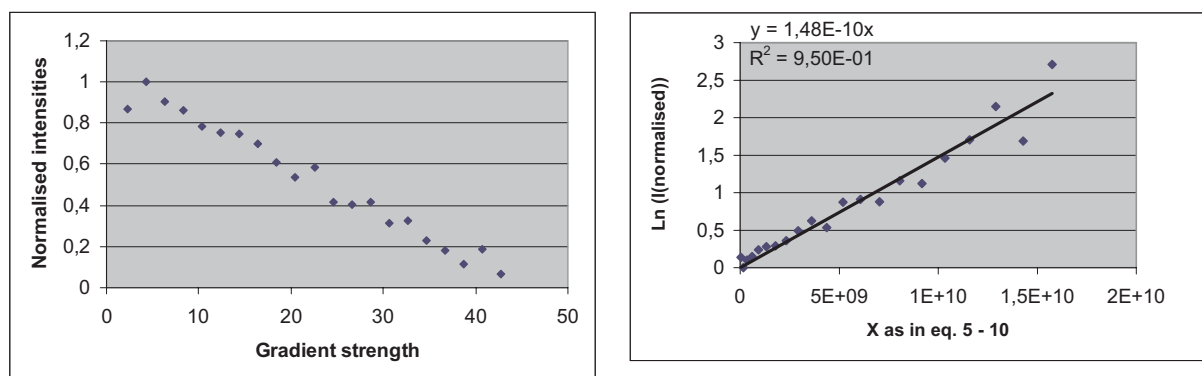 1,2
1
0,8
0,6
0,4
0,2
0
0 10 20 30 40 50
Normalised intensities
Gradient strength
y = 1,48E-10x
R² = 9,50E-01
3
2,5
2
1,5
1
0,5
0
0 5E+09 1E+10 1,5E+10 2E+10
Ln (I((normalised))
X as in eq. 5 - 10